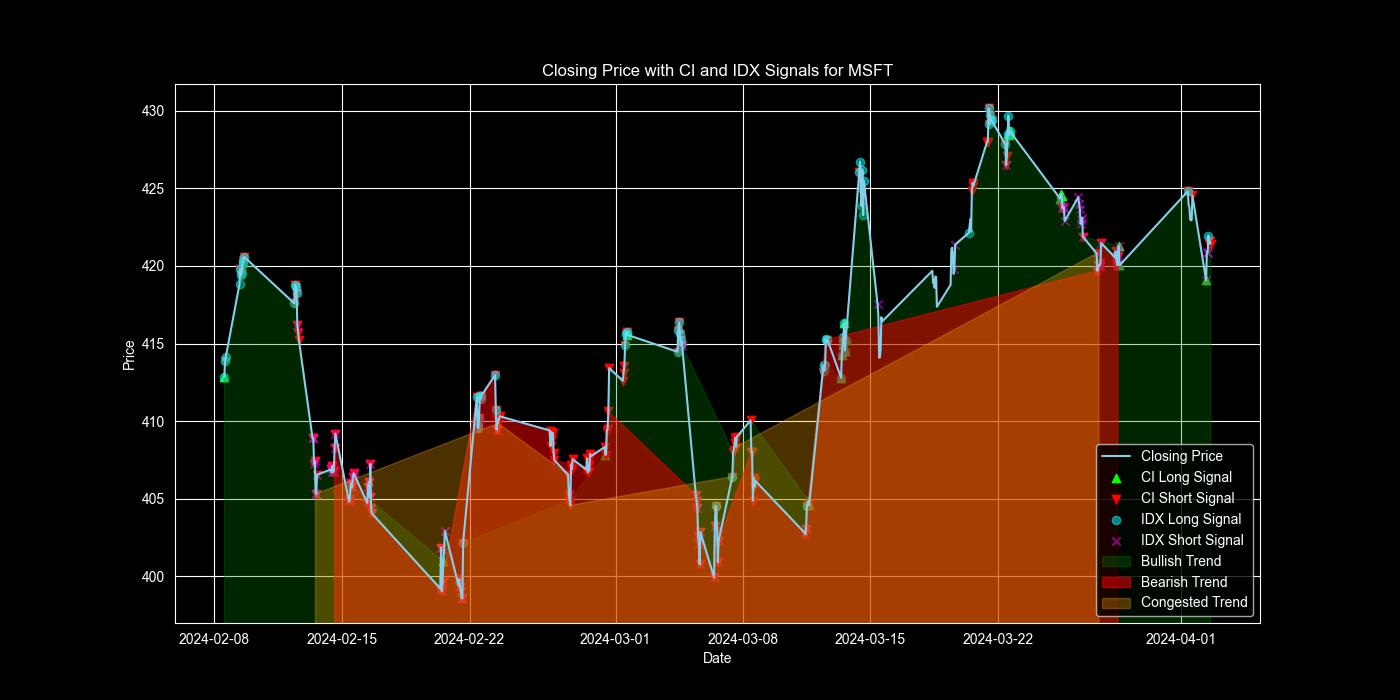 Closing Price with CI and IDX Signals for MSFT
430
425
420
415
410
405
400
Price
2024-02-08
2024-02-15
2024-02-22
2024-03-01
2024-03-08
2024-03-15
2024-03-22
2024-04-01
Date
Closing Price
CI Long Signal
CI Short Signal
IDX Long Signal
IDX Short Signal
Bullish Trend
Bearish Trend
Congested Trend